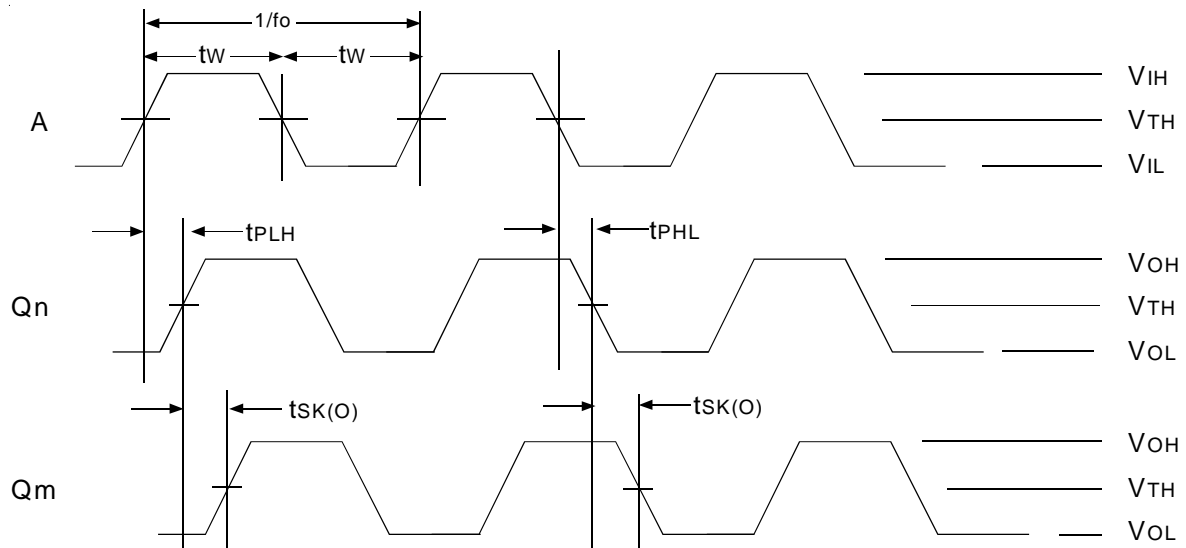 1/fo
tW tW
VIH
A VTH
VIL
tPLH tPHL
VOH
Qn VTH
VOL
tSK(O) tSK(O)
VOH
Qm VTH
VOL